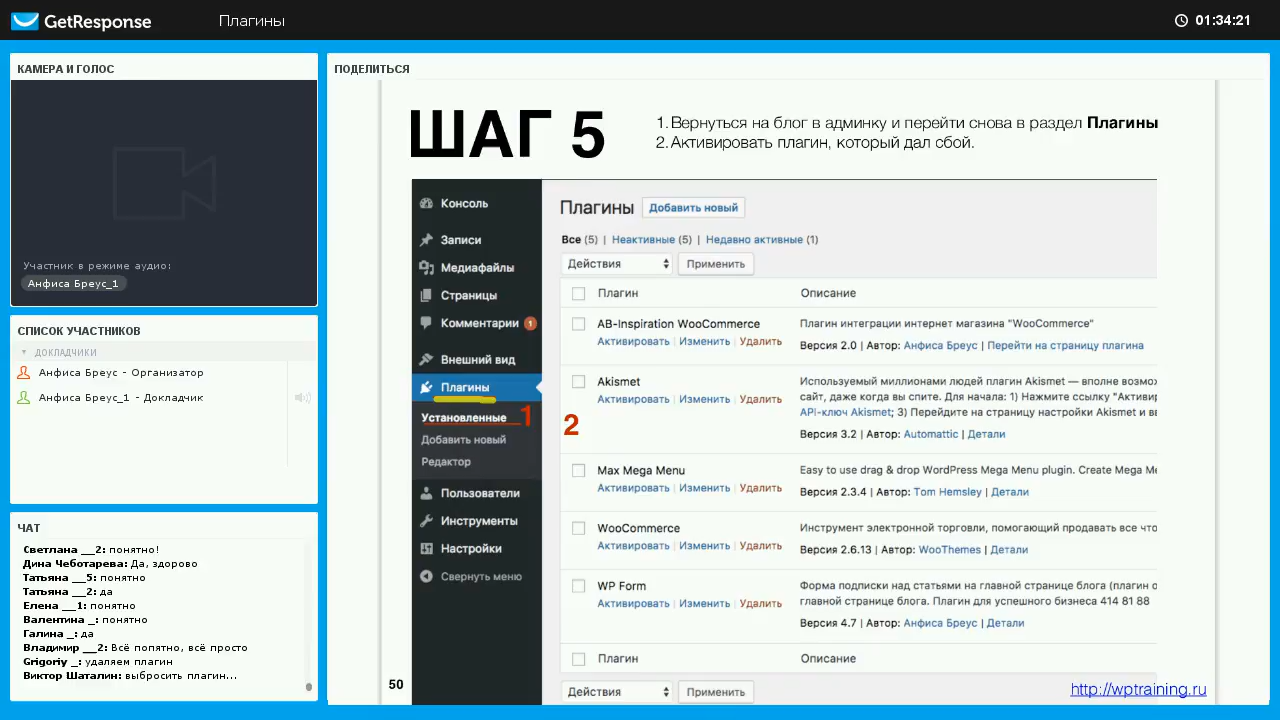 GetResponse Плагины 01:34:21
КАМЕРА И ГОЛОС
Участник в режиме аудио:
Анфиса Бреус_1
СПИСОК УЧАСТНИКОВ
ДОКЛАДЧИКИ
Анфиса Бреус - Организатор
Анфиса Бреус_1 - Докладчик
ЧАТ
Светлана __2: понятно!
Дина Чеботарева: Да, здорово
Татьяна __5: понятно
Татьяна __2: да
Елена __1: понятно
Валентина _: понятно
Галина _: да
Владимир __2: Всё понятно, всё просто
Grigoriy _: удаляем плагин
Виктор Шаталин: выбросить плагин...
ПОДЕЛИТЬСЯ
ШАГ 5
1. Вернуться на блог в админку и перейти снова в раздел Плагины
2. Активировать плагин, который дал сбой.
Консоль
Записи
Медиафайлы
Страницы
Комментарии 1
Внешний вид
Плагины
Установленные 1
Добавить новый
Редактор
Пользователи
Инструменты
Настройки
Свернуть меню
Плагины Добавить новый
Все (5) | Неактивные (5) | Недавно активные (1)
Действия Применить
Плагин Описание
AB-Inspiration WooCommerce Плагин интеграции интернет магазина "WooCommerce"
Активировать | Изменить | Удалить Версия 2.0 | Автор: Анфиса Бреус | Перейти на страницу плагина
Akismet Используемый миллионами людей плагин Akismet — вполне возмо
Активировать | Изменить | Удалить сайт, даже когда вы спите. Для начала: 1) Нажмите ссылку "Актив
API-ключ Akismet; 3) Перейдите на страницу настройки Akismet и вв
2
Версия 3.2 | Автор: Automattic | Детали
Max Mega Menu Easy to use drag & drop WordPress Mega Menu plugin. Create Mega Me
Активировать | Изменить | Удалить Версия 2.3.4 | Автор: Tom Hemsley | Детали
WooCommerce Инструмент электронной торговли, помогающий продавать все что
Активировать | Изменить | Удалить Версия 2.6.13 | Автор: WooThemes | Детали
WP Form Форма подписки над статьями на главной странице блога (плагин о
Активировать | Изменить | Удалить главной странице блога. Плагин для успешного бизнеса 414 81 88
Версия 4.7 | Автор: Анфиса Бреус | Детали
Плагин Описание
Действия Применить
50
http://wptraining.ru